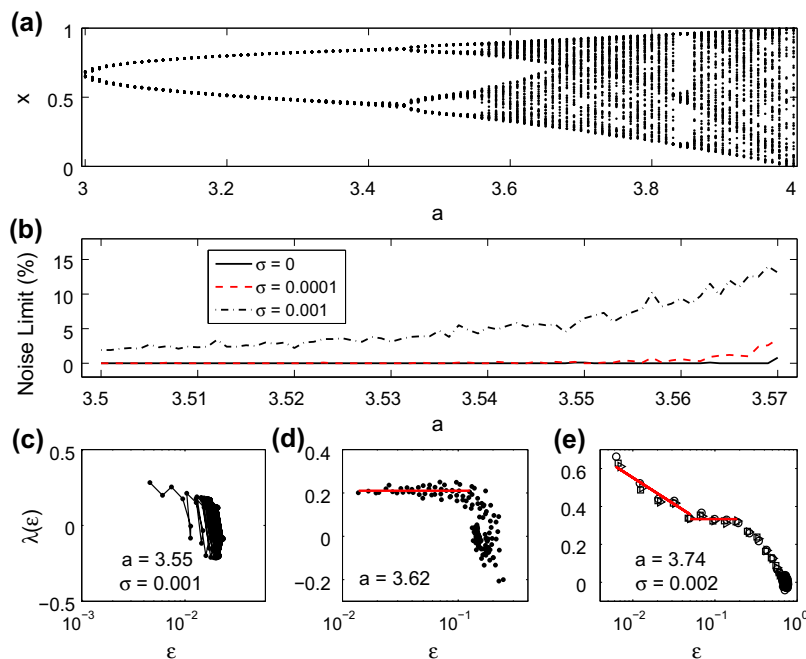 (a)
1
0.5
0
x
3 3.2 3.4 3.6 3.8 4
a
(b)
15
10
5
0
Noise Limit (%)
σ = 0
σ = 0.0001
σ = 0.001
3.5 3.51 3.52 3.53 3.54 3.55 3.56 3.57
a
(c)
0.5
0
−0.5
λ(ε)
a = 3.55
σ = 0.001
10⁻³ 10⁻²
ε
(d)
0.4
0.2
0
−0.2
a = 3.62
10⁻² 10⁻¹
ε
(e)
0.6
0.4
0.2
0
a = 3.74
σ = 0.002
10⁻² 10⁻¹ 10⁰
ε